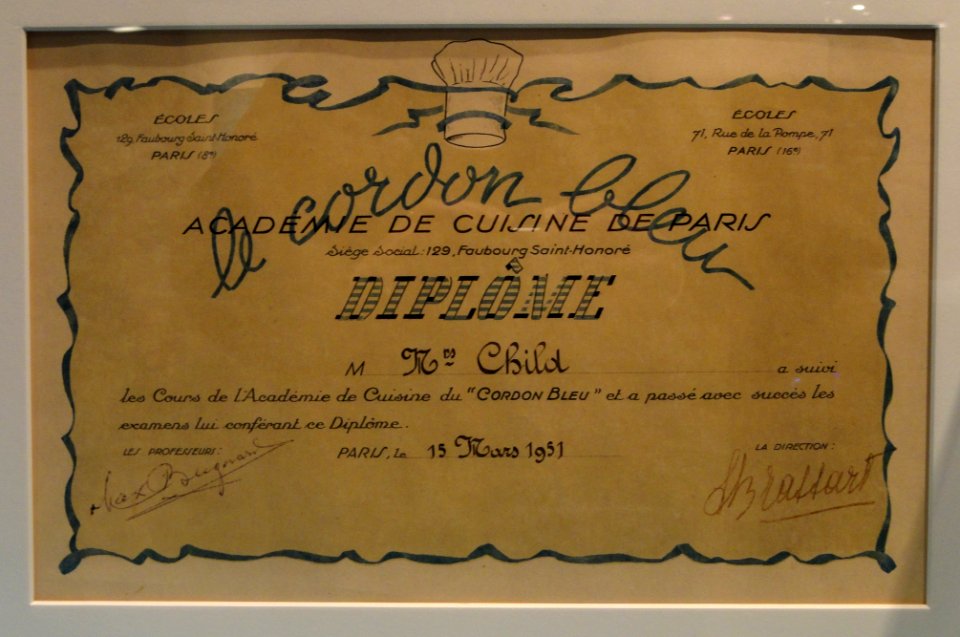 ÉCOLES
129, Faubourg Saint-Honoré
PARIS (8e)
ÉCOLES
71, Rue de la Pompe, 71
PARIS (16e)
le cordon bleu
ACADÉMIE DE CUISINE DE PARIS
Siège Social: 129, Faubourg Saint-Honoré
DIPLÔME
M Mrs Child a suivi
les Cours de l'Académie de Cuisine du "CORDON BLEU" et a passé avec succès les
examens lui conférant ce Diplôme.
LES PROFESSEURS:
PARIS, le 15 Mars 1951
LA DIRECTION:
Max Bugnard
Brassart